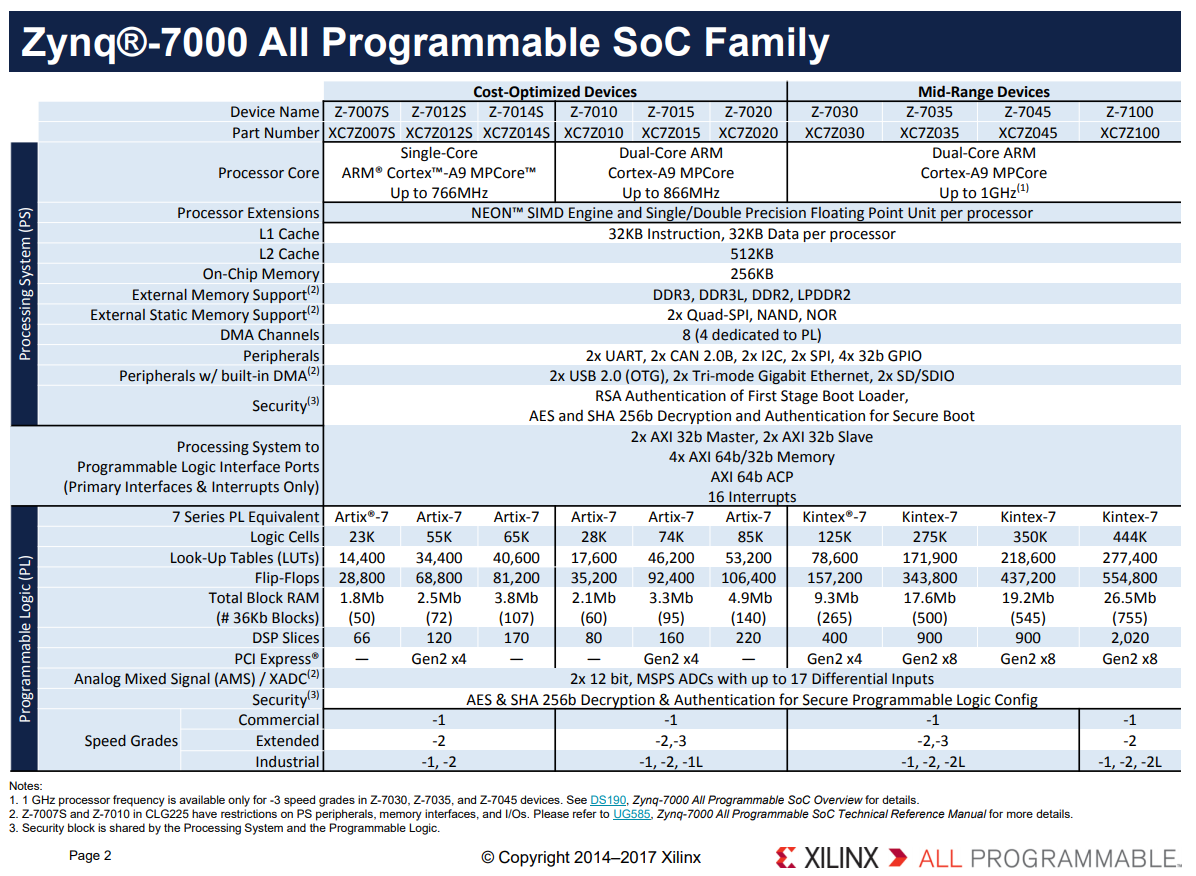 Zynq®-7000 All Programmable SoC Family
Cost-Optimized Devices Mid-Range Devices
Device Name Z-7007S Z-7012S Z-7014S Z-7010 Z-7015 Z-7020 Z-7030 Z-7035 Z-7045 Z-7100
Part Number XC7Z007S XC7Z012S XC7Z014S XC7Z010 XC7Z015 XC7Z020 XC7Z030 XC7Z035 XC7Z045 XC7Z100
Processing System (PS)
Processor Core
Single-Core
ARM® Cortex™-A9 MPCore™
Up to 766MHz
Dual-Core ARM
Cortex-A9 MPCore
Up to 866MHz
Dual-Core ARM
Cortex-A9 MPCore
Up to 1GHz(1)
Processor Extensions NEON™ SIMD Engine and Single/Double Precision Floating Point Unit per processor
L1 Cache 32KB Instruction, 32KB Data per processor
L2 Cache 512KB
On-Chip Memory 256KB
External Memory Support(2) DDR3, DDR3L, DDR2, LPDDR2
External Static Memory Support(2) 2x Quad-SPI, NAND, NOR
DMA Channels 8 (4 dedicated to PL)
Peripherals 2x UART, 2x CAN 2.0B, 2x I2C, 2x SPI, 4x 32b GPIO
Peripherals w/ built-in DMA(2) 2x USB 2.0 (OTG), 2x Tri-mode Gigabit Ethernet, 2x SD/SDIO
Security(3)
RSA Authentication of First Stage Boot Loader,
AES and SHA 256b Decryption and Authentication for Secure Boot
Processing System to
Programmable Logic Interface Ports
(Primary Interfaces & Interrupts Only)
2x AXI 32b Master, 2x AXI 32b Slave
4x AXI 64b/32b Memory
AXI 64b ACP
16 Interrupts
Programmable Logic (PL)
7 Series PL Equivalent Artix®-7 Artix-7 Artix-7 Artix-7 Artix-7 Artix-7 Kintex®-7 Kintex-7 Kintex-7 Kintex-7
Logic Cells 23K 55K 65K 28K 74K 85K 125K 275K 350K 444K
Look-Up Tables (LUTs) 14,400 34,400 40,600 17,600 46,200 53,200 78,600 171,900 218,600 277,400
Flip-Flops 28,800 68,800 81,200 35,200 92,400 106,400 157,200 343,800 437,200 554,800
Total Block RAM 1.8Mb 2.5Mb 3.8Mb 2.1Mb 3.3Mb 4.9Mb 9.3Mb 17.6Mb 19.2Mb 26.5Mb
(# 36Kb Blocks) (50) (72) (107) (60) (95) (140) (265) (500) (545) (755)
DSP Slices 66 120 170 80 160 220 400 900 900 2,020
PCI Express® — Gen2 x4 — — Gen2 x4 — Gen2 x4 Gen2 x8 Gen2 x8 Gen2 x8
Analog Mixed Signal (AMS) / XADC(2) 2x 12 bit, MSPS ADCs with up to 17 Differential Inputs
Security(3) AES & SHA 256b Decryption & Authentication for Secure Programmable Logic Config
Speed Grades
Commercial -1 -1 -1 -1
Extended -2 -2,-3 -2,-3 -2
Industrial -1, -2 -1, -2, -1L -1, -2, -2L -1, -2, -2L
Notes:
1. 1 GHz processor frequency is available only for -3 speed grades in Z-7030, Z-7035, and Z-7045 devices. See DS190, Zynq-7000 All Programmable SoC Overview for details.
2. Z-7007S and Z-7010 in CLG225 have restrictions on PS peripherals, memory interfaces, and I/Os. Please refer to UG585, Zynq-7000 All Programmable SoC Technical Reference Manual for more details.
3. Security block is shared by the Processing System and the Programmable Logic.
Page 2
© Copyright 2014–2017 Xilinx
XILINX ALL PROGRAMMABLE™